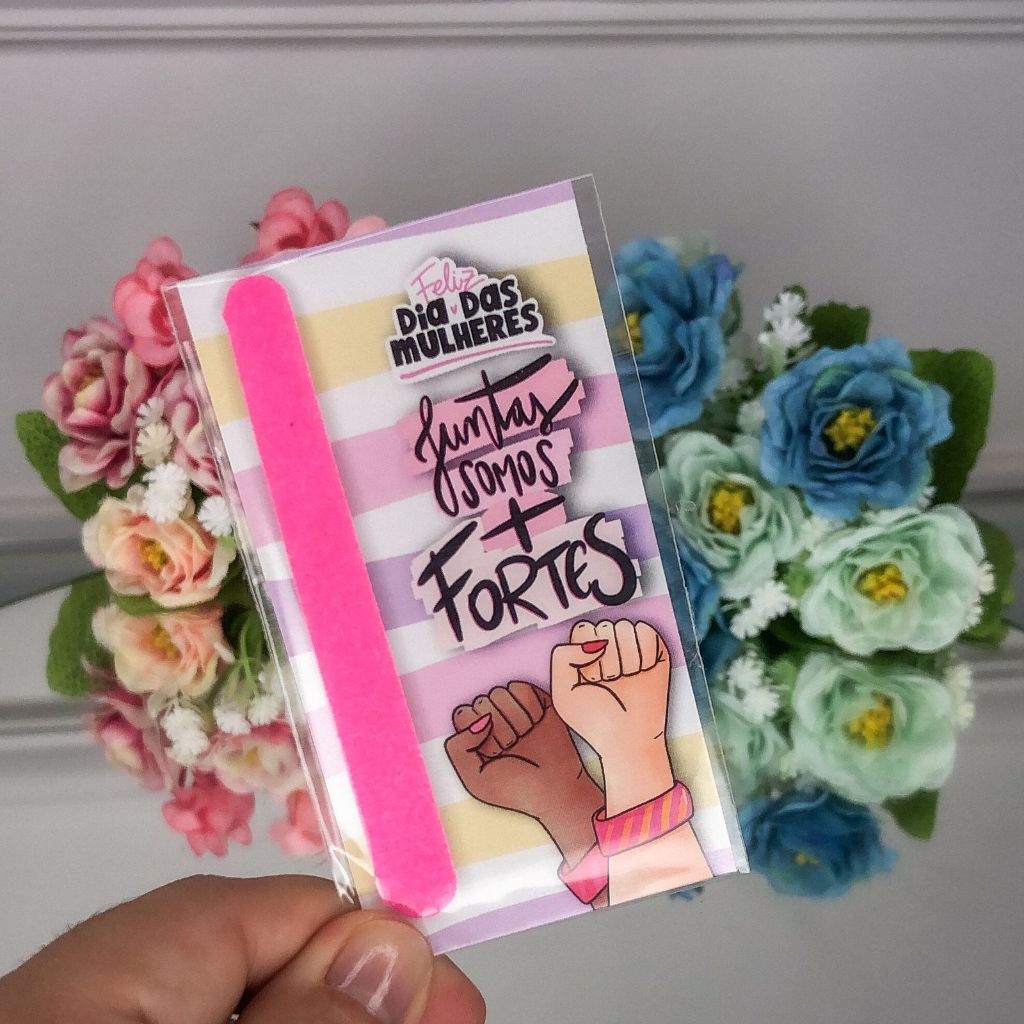 Feliz
Dia das
mulheres
Juntas
somos
+
Fortes